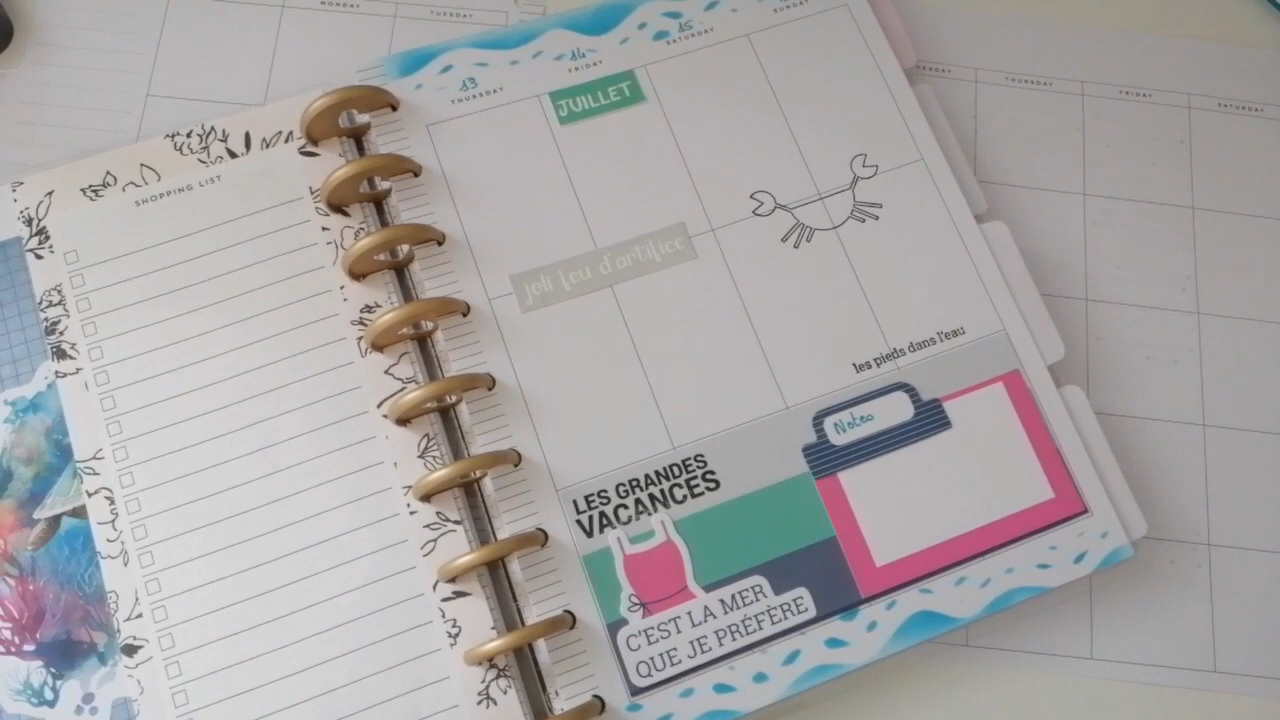 MONDAY
TUESDAY
SHOPPING LIST
13
THURSDAY
14
FRIDAY
15
SATURDAY
SUNDAY
JUILLET
joli feu d'artifice
les pieds dans l'eau
Notes
LES GRANDES
VACANCES
C'EST LA MER
QUE JE PRÉFÈRE
THURSDAY
FRIDAY
SATURDAY